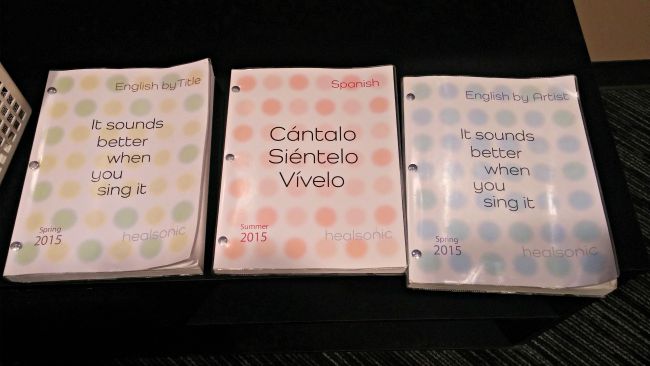 English by Title
It sounds
better
when
you
sing it
Spring
2015
healsonic
Spanish
Cántalo
Siéntelo
Vívelo
Summer
2015
healsonic
English by Artist
It sounds
better
when
you
sing it
Spring
2015
healsonic